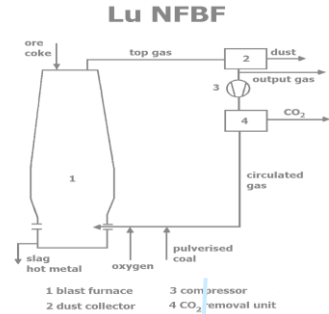 Lu NFBF
ore
coke
top gas
2
dust
output gas
3
4
CO₂
1
circulated
gas
slag
hot metal
oxygen
pulverised
coal
1 blast furnace
3 compressor
2 dust collector
4 CO₂ removal unit